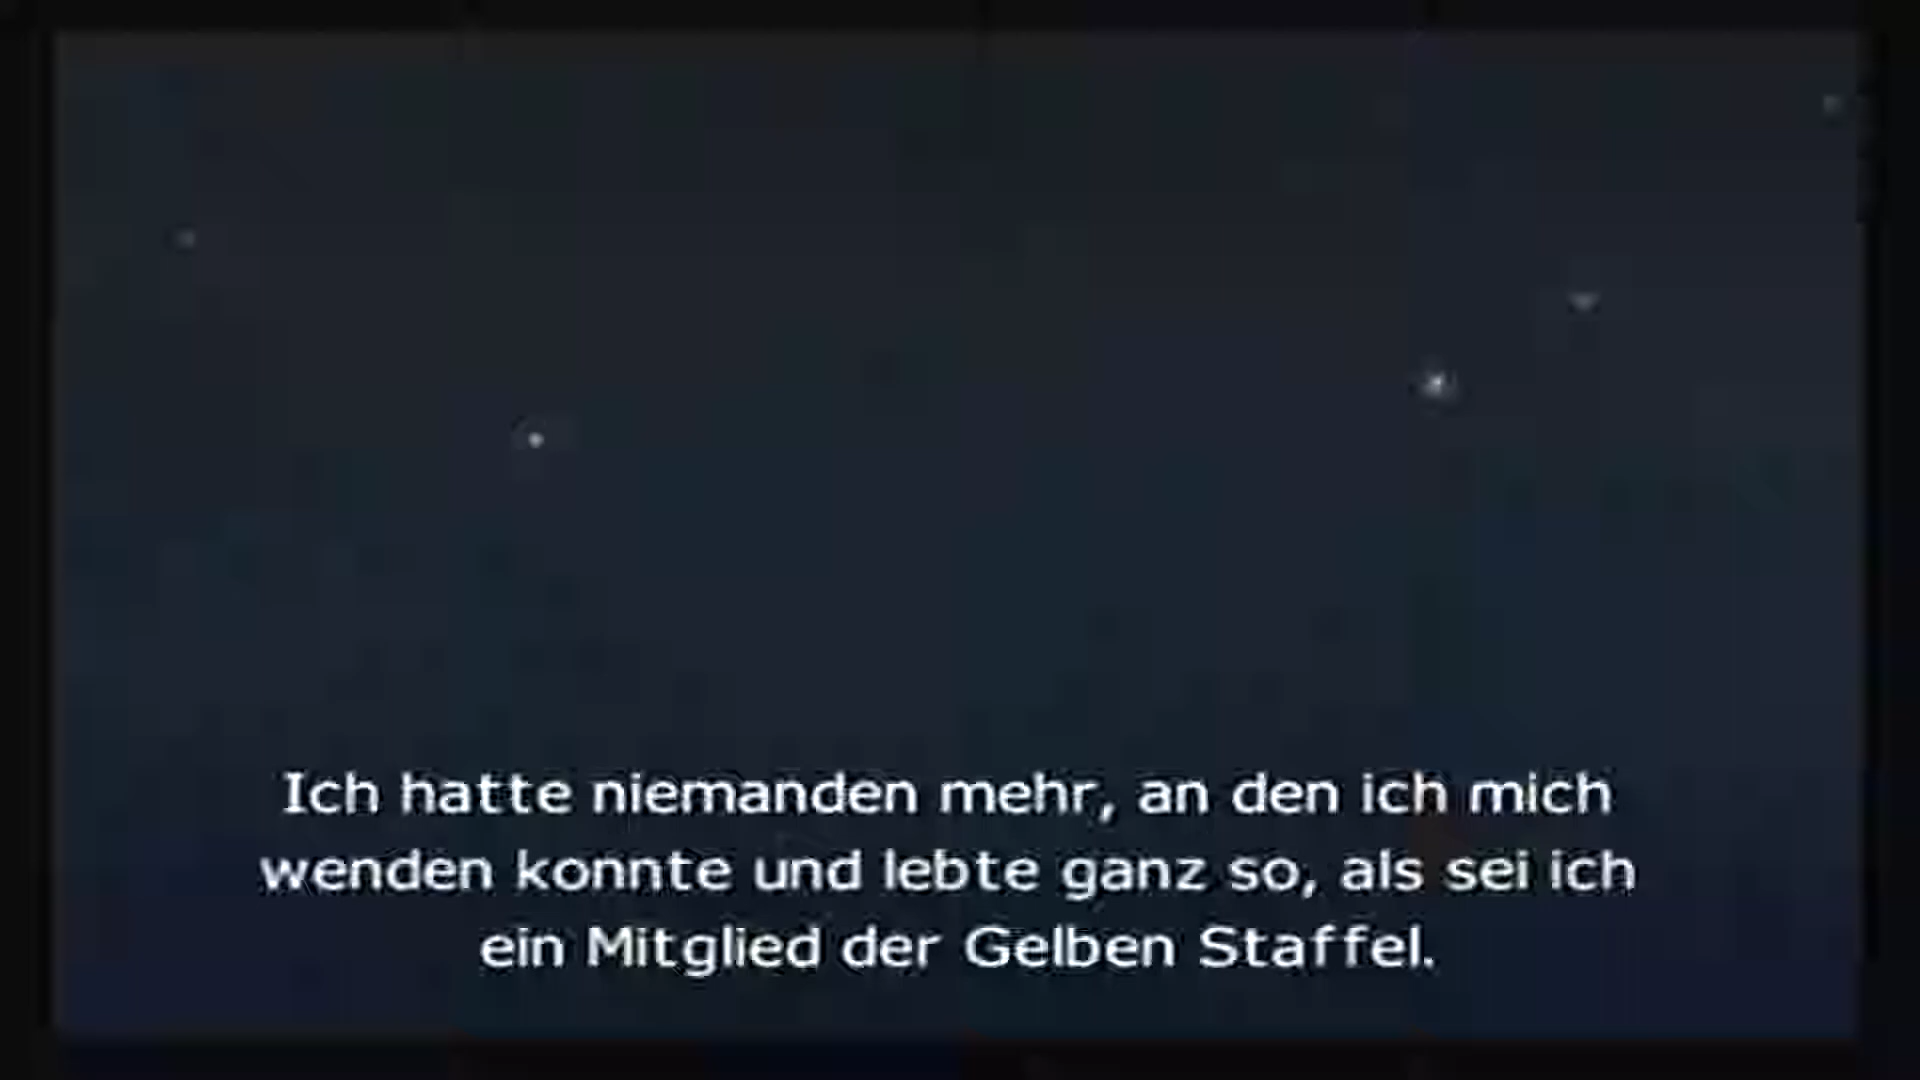 Ich hatte niemanden mehr, an den ich mich
wenden konnte und lebte ganz so, als sei ich
ein Mitglied der Gelben Staffel.